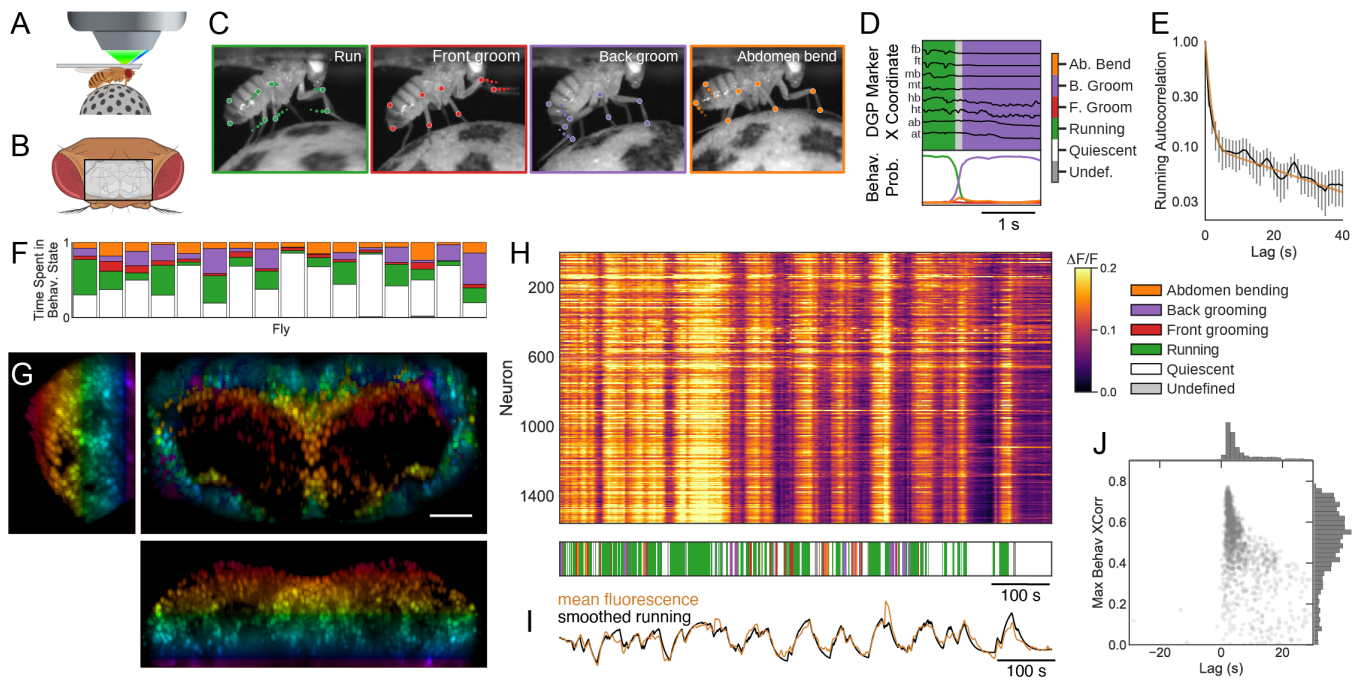 A
B
C
Run
Front groom
Back groom
Abdomen bend
D
DGP Marker
X Coordinate
fb
ft
mb
mt
hb
ht
ab
at
Behav.
Prob.
1 s
Ab. Bend
B. Groom
F. Groom
Running
Quiescent
Undef.
E
Running Autocorrelation
1.00
0.30
0.10
0.03
0
20
40
Lag (s)
F
Time Spent in
Behav. State
1
0
Fly
G
H
Neuron
200
600
1000
1400
100 s
ΔF/F
0.2
0.1
0.0
Abdomen bending
Back grooming
Front grooming
Running
Quiescent
Undefined
I
mean fluorescence
smoothed running
100 s
J
Max Behav XCorr
0.8
0.6
0.4
0.2
0.0
−20
0
20
Lag (s)